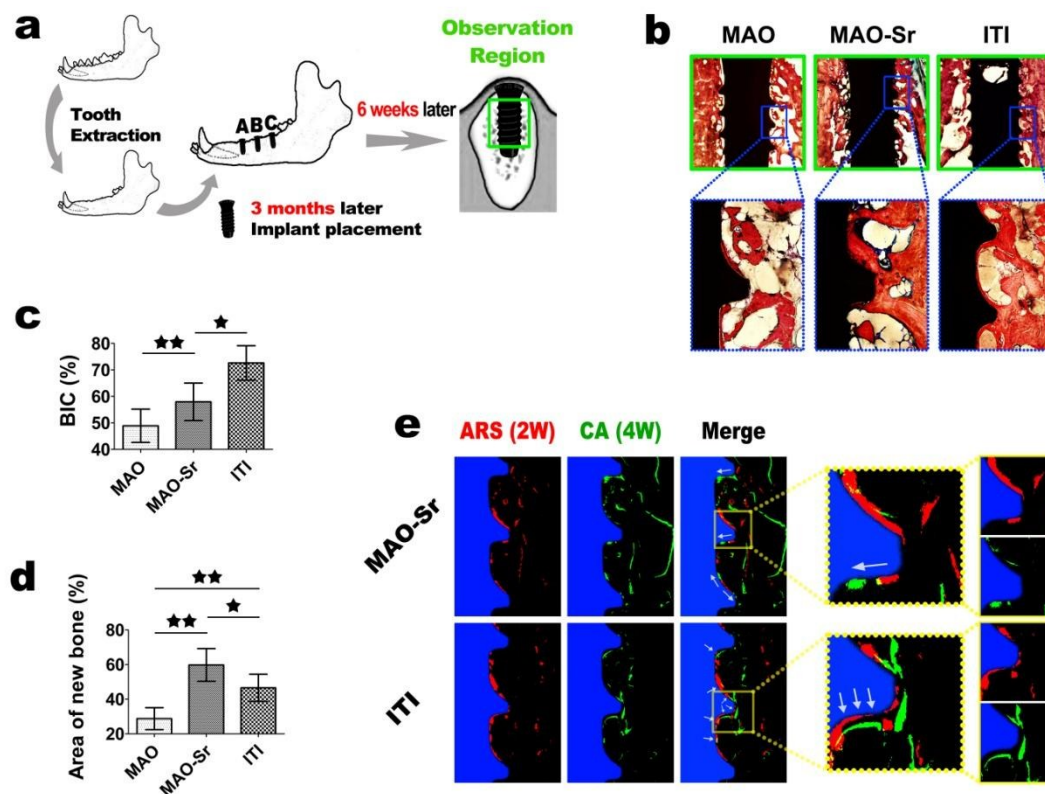 a
Tooth
Extraction
ABC
3 months later
Implant placement
6 weeks later
Observation
Region
b
MAO
MAO-Sr
ITI
c
BIC (%)
80
70
60
50
40
MAO
MAO-Sr
ITI
★★
★
d
Area of new bone (%)
80
60
40
20
MAO
MAO-Sr
ITI
★★
★★
★
e
ARS (2W)
CA (4W)
Merge
MAO-Sr
ITI